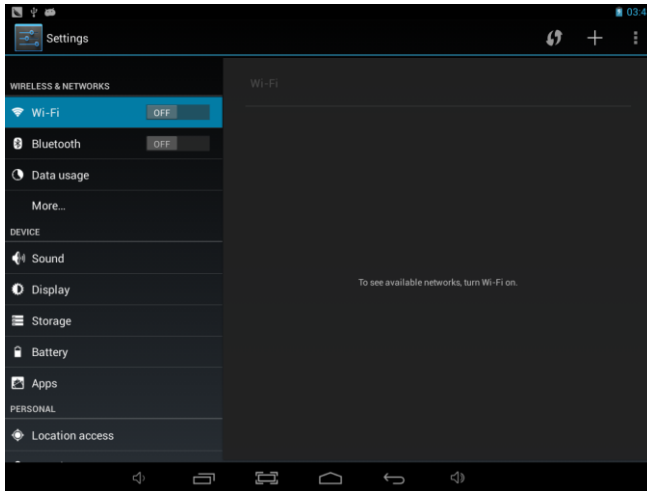 03:4
Settings
WIRELESS & NETWORKS
Wi-Fi
Wi-Fi OFF
Bluetooth OFF
Data usage
More...
DEVICE
Sound
To see available networks, turn Wi-Fi on.
Display
Storage
Battery
Apps
PERSONAL
Location access